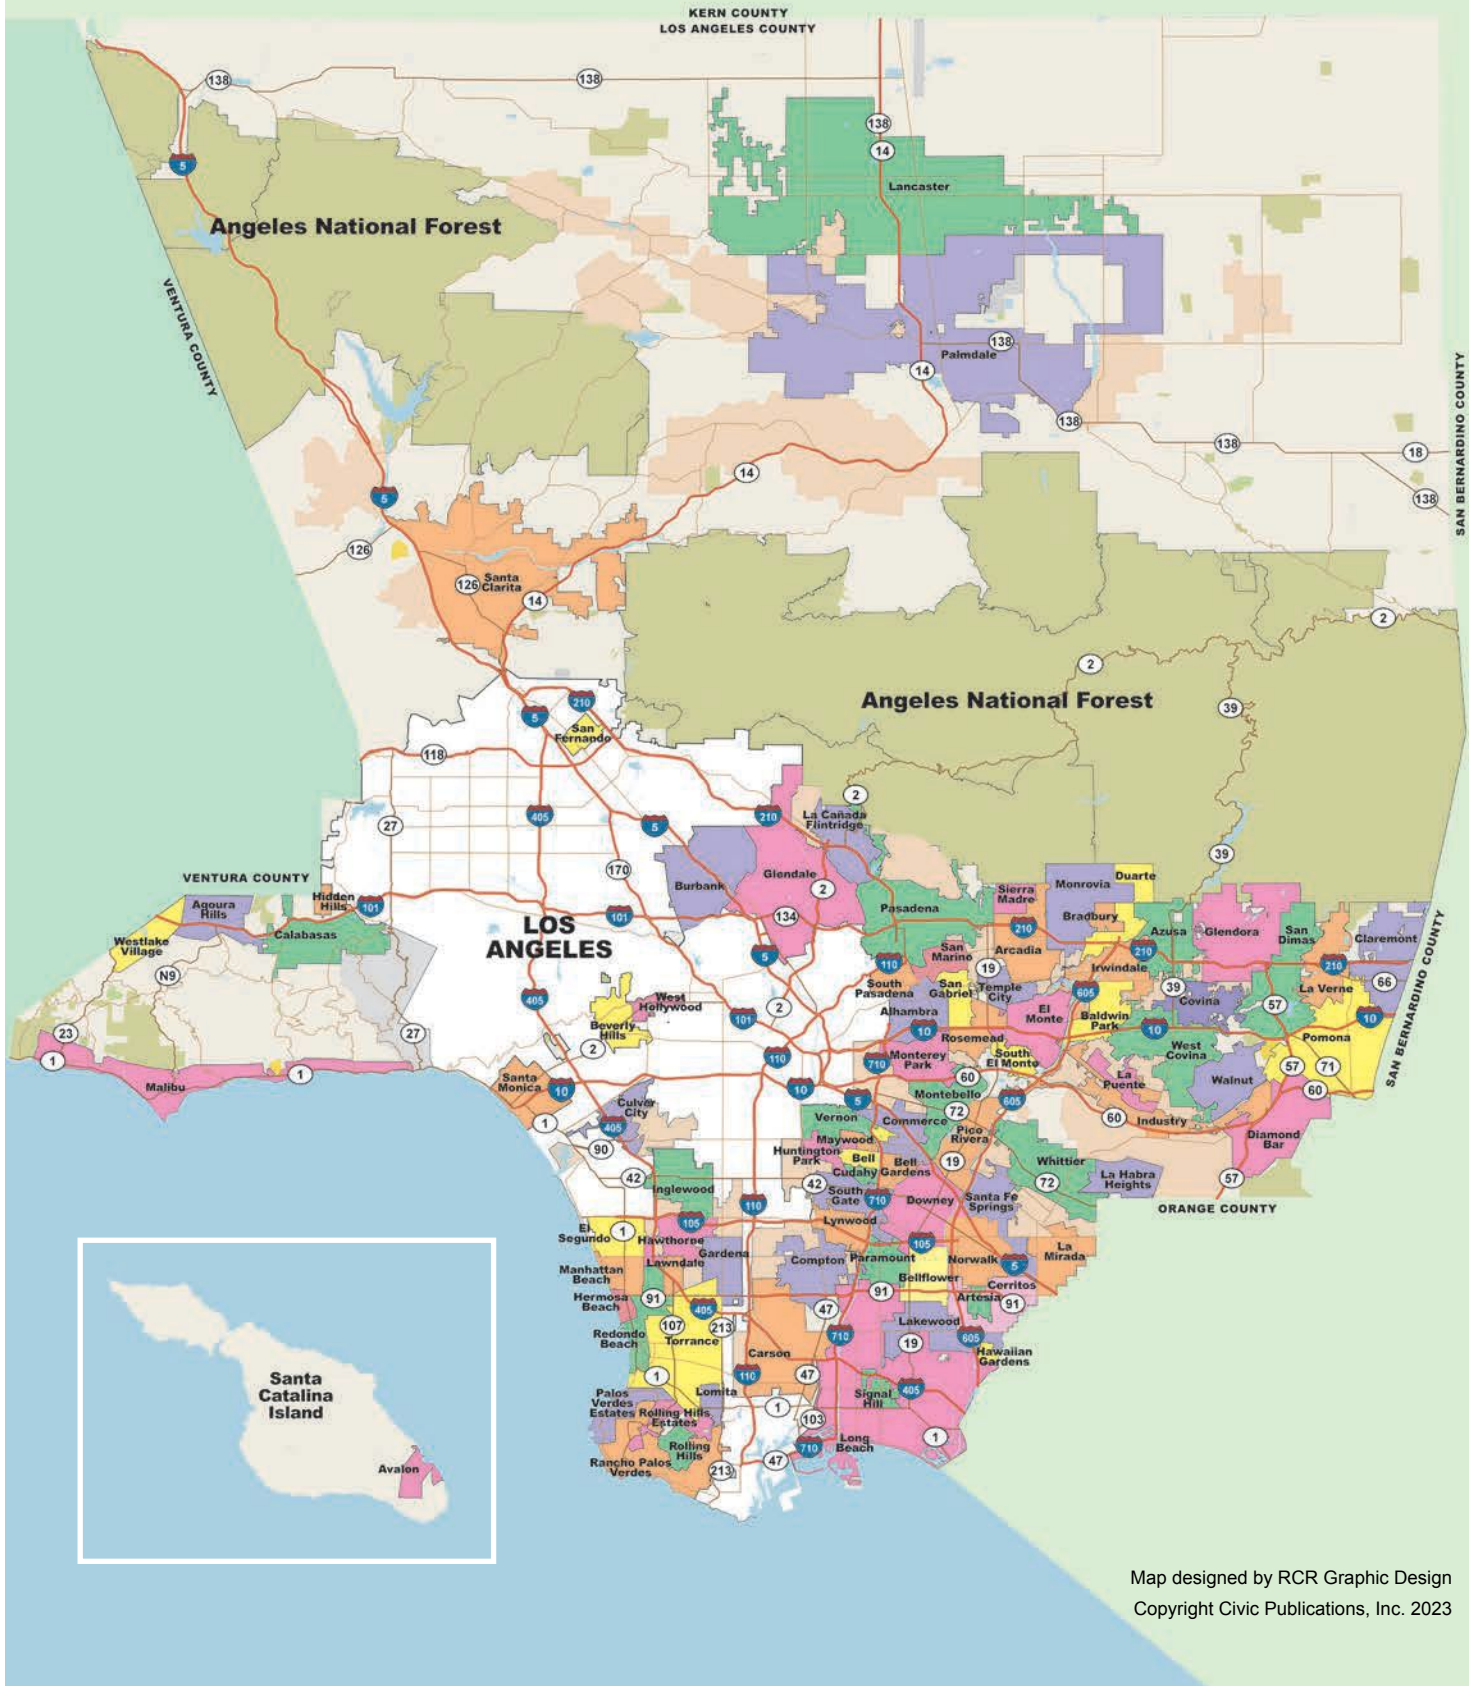 KERN COUNTY
LOS ANGELES COUNTY
138
138
138
14
5
Lancaster
Angeles National Forest
VENTURA COUNTY
138
Palmdale
14
138
138
18
138
14
5
126
126
Santa
Clarita
14
SAN BERNARDINO COUNTY
2
2
Angeles National Forest
39
210
5
San
Fernando
118
2
405
5
210
La Cañada
Flintridge
27
39
170
Burbank
Glendale
2
VENTURA COUNTY
Agoura
Hills
Hidden
Hills
101
101
134
Calabasas
Westlake
Village
N9
LOS
ANGELES
Pasadena
Sierra
Madre
Monrovia
Duarte
Bradbury
210
Arcadia
Azusa
Glendora
San
Dimas
Claremont
210
210
5
110
San
Marino
19
Irwindale
La Verne
66
SAN BERNARDINO COUNTY
405
West
Hollywood
Beverly
Hills
2
2
101
South
Pasadena
San
Gabriel
Temple
City
605
39
Covina
57
Alhambra
El
Monte
Baldwin
Park
10
10
10
Pomona
23
1
27
1
Malibu
110
710
Monterey
Park
Rosemead
South
El Monte
West
Covina
57
71
60
La
Puente
Walnut
60
Santa
Monica
10
10
5
Montebello
605
1
Culver
City
405
Vernon
Commerce
72
Pico
Rivera
60
Industry
Diamond
Bar
90
Maywood
Huntington
Park
Bell
Cudahy
Bell
Gardens
19
Whittier
72
La Habra
Heights
57
42
Inglewood
110
42
South
Gate
710
Downey
Santa Fe
Springs
ORANGE COUNTY
El
Segundo
1
105
Hawthorne
Lynwood
105
Gardena
Lawndale
Compton
Paramount
Norwalk
5
La
Mirada
Manhattan
Beach
Bellflower
Hermosa
Beach
91
405
91
Artesia
Cerritos
91
107
213
47
Lakewood
Redondo
Beach
Torrance
710
19
605
Hawaiian
Gardens
Carson
1
110
47
Palos
Verdes
Estates
Lomita
Signal
Hill
405
Rolling Hills
Estates
1
103
Rolling
Hills
710
Long
Beach
1
Rancho Palos
Verdes
213
47
Santa
Catalina
Island
Avalon
Map designed by RCR Graphic Design
Copyright Civic Publications, Inc. 2023